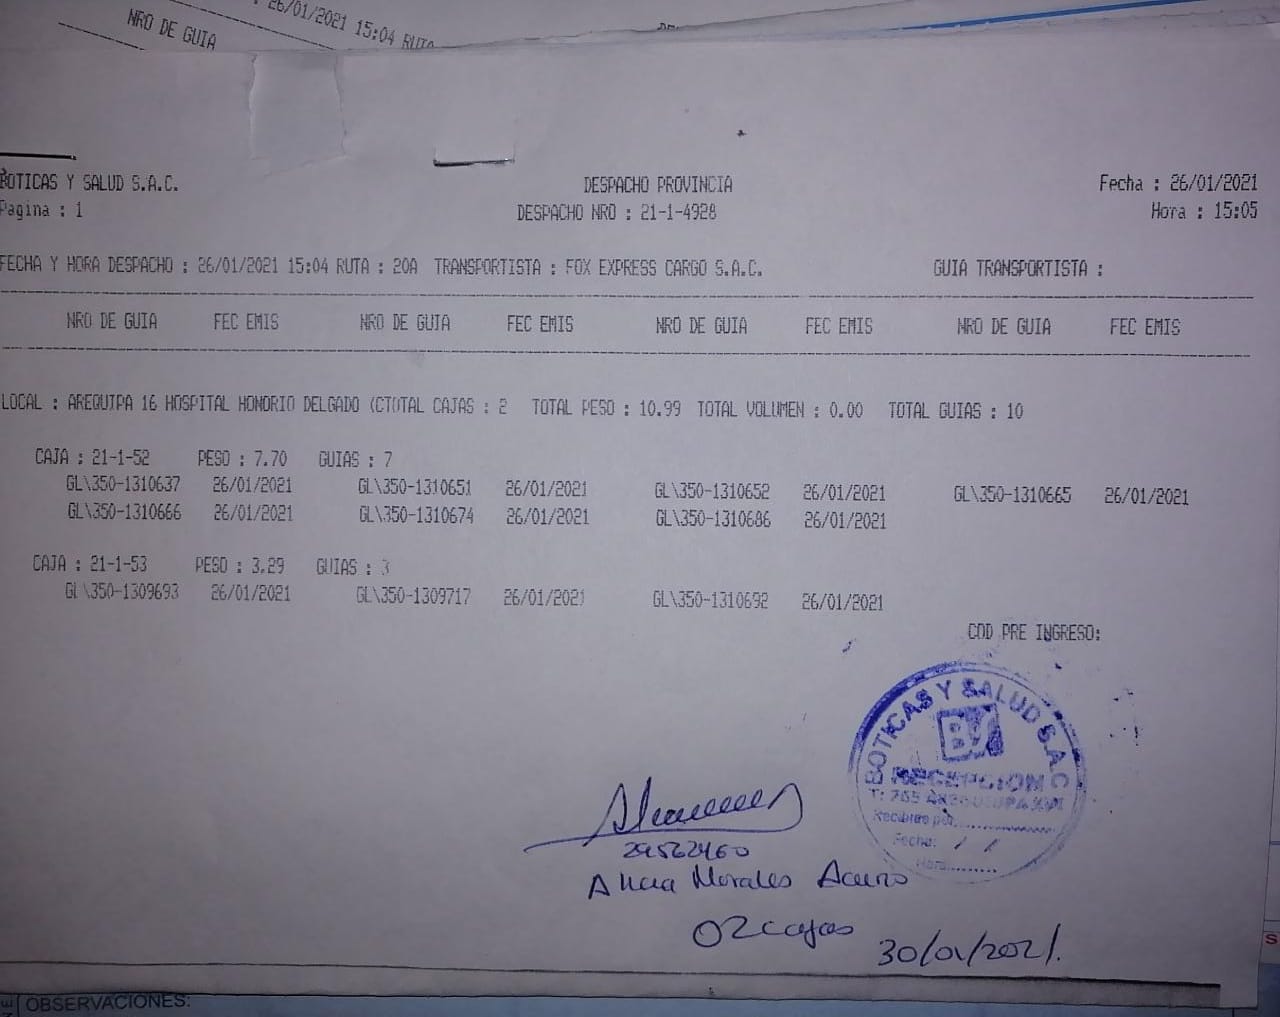 26/01/2021 15:04 RUTA
NRO DE GUIA
BOTICAS Y SALUD S.A.C.
DESPACHO PROVINCIA
Fecha : 26/01/2021
Pagina : 1
DESPACHO NRO : 21-1-4928
Hora : 15:05
FECHA Y HORA DESPACHO : 26/01/2021 15:04 RUTA : 20A TRANSPORTISTA : FOX EXPRESS CARGO S.A.C. GUIA TRANSPORTISTA :
NRO DE GUIA FEC EMIS NRO DE GUIA FEC EMIS NRO DE GUIA FEC EMIS NRO DE GUIA FEC EMIS
LOCAL : AREQUIPA 16 HOSPITAL HONORIO DELGADO (CTOTAL CAJAS : 2 TOTAL PESO : 10.99 TOTAL VOLUMEN : 0.00 TOTAL GUIAS : 10
CAJA : 21-1-52 PESO : 7.70 GUIAS : 7
GL\350-1310637 26/01/2021 GL\350-1310651 26/01/2021 GL\350-1310652 26/01/2021 GL\350-1310665 26/01/2021
GL\350-1310666 26/01/2021 GL\350-1310674 26/01/2021 GL\350-1310686 26/01/2021
CAJA : 21-1-53 PESO : 3.29 GUIAS : 3
GL\350-1309693 26/01/2021 GL\350-1309717 26/01/2021 GL\350-1310692 26/01/2021
COD PRE INGRESO:
BOTICAS Y SALUD S.A.C
BY
RECEPCION
Recibido por:
Fecha: / /
Hora:
29562460
Alicia Morales
02 cajas
30/01/2021.
OBSERVACIONES: